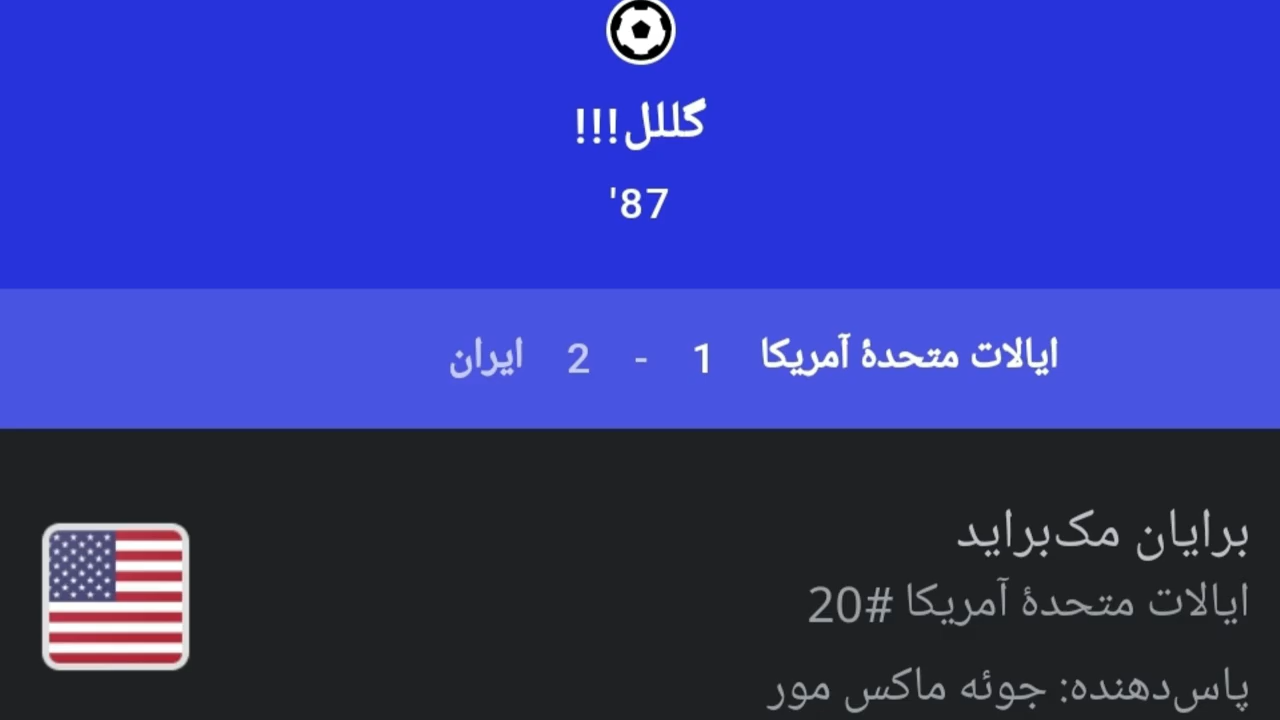 گللل!!!
'87
ایالات متحدهٔ آمریکا 1 - 2 ایران
برایان مک‌براید
ایالات متحدهٔ آمریکا #20
پاس‌دهنده: جوئه ماکس مور